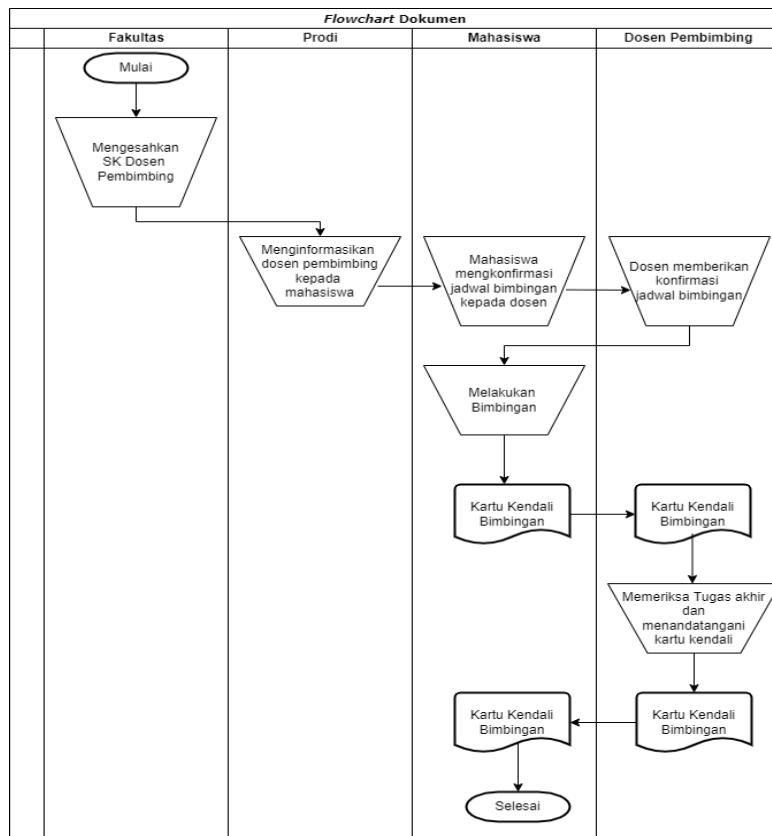 Flowchart Dokumen
Fakultas
Prodi
Mahasiswa
Dosen Pembimbing
Mulai
Mengesahkan
SK Dosen
Pembimbing
Menginformasikan
dosen pembimbing
kepada
mahasiswa
Mahasiswa
mengkonfirmasi
jadwal bimbingan
kepada dosen
Dosen memberikan
konfirmasi
jadwal bimbingan
Melakukan
Bimbingan
Kartu Kendali
Bimbingan
Kartu Kendali
Bimbingan
Memeriksa Tugas akhir
dan
menandatangani
kartu kendali
Kartu Kendali
Bimbingan
Kartu Kendali
Bimbingan
Selesai